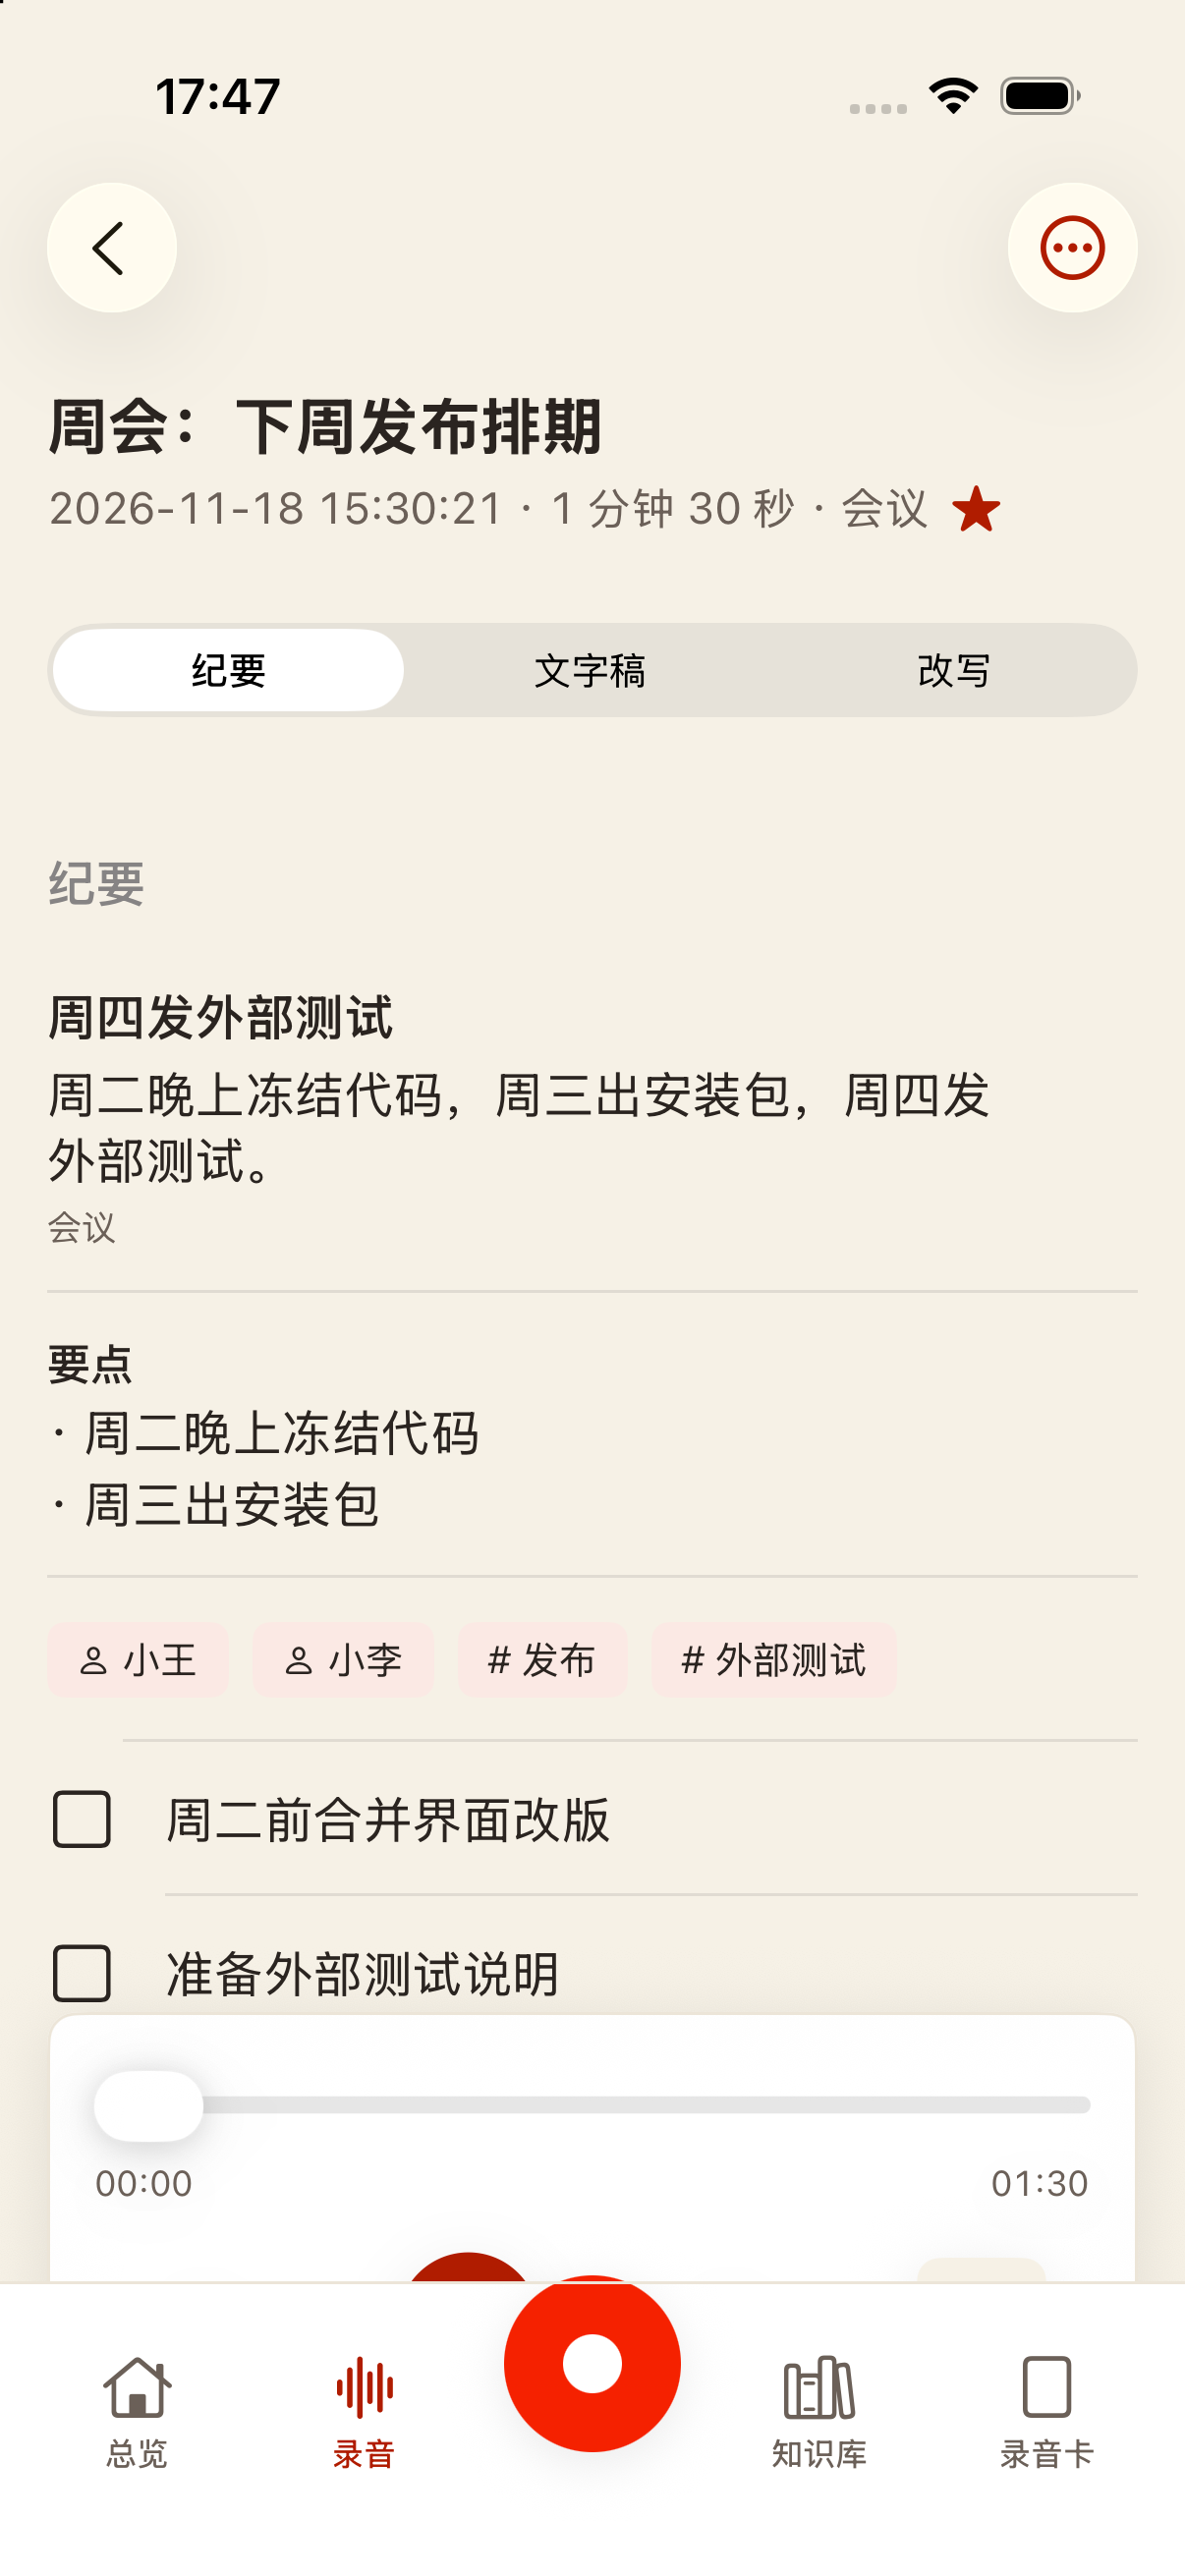 17:47
周会：下周发布排期
2026-11-18 15:30:21 · 1 分钟 30 秒 · 会议
纪要
文字稿
改写
纪要
周四发外部测试
周二晚上冻结代码，周三出安装包，周四发
外部测试。
会议
要点
· 周二晚上冻结代码
· 周三出安装包
小王
小李
# 发布
# 外部测试
周二前合并界面改版
准备外部测试说明
00:00
01:30
总览
录音
知识库
录音卡